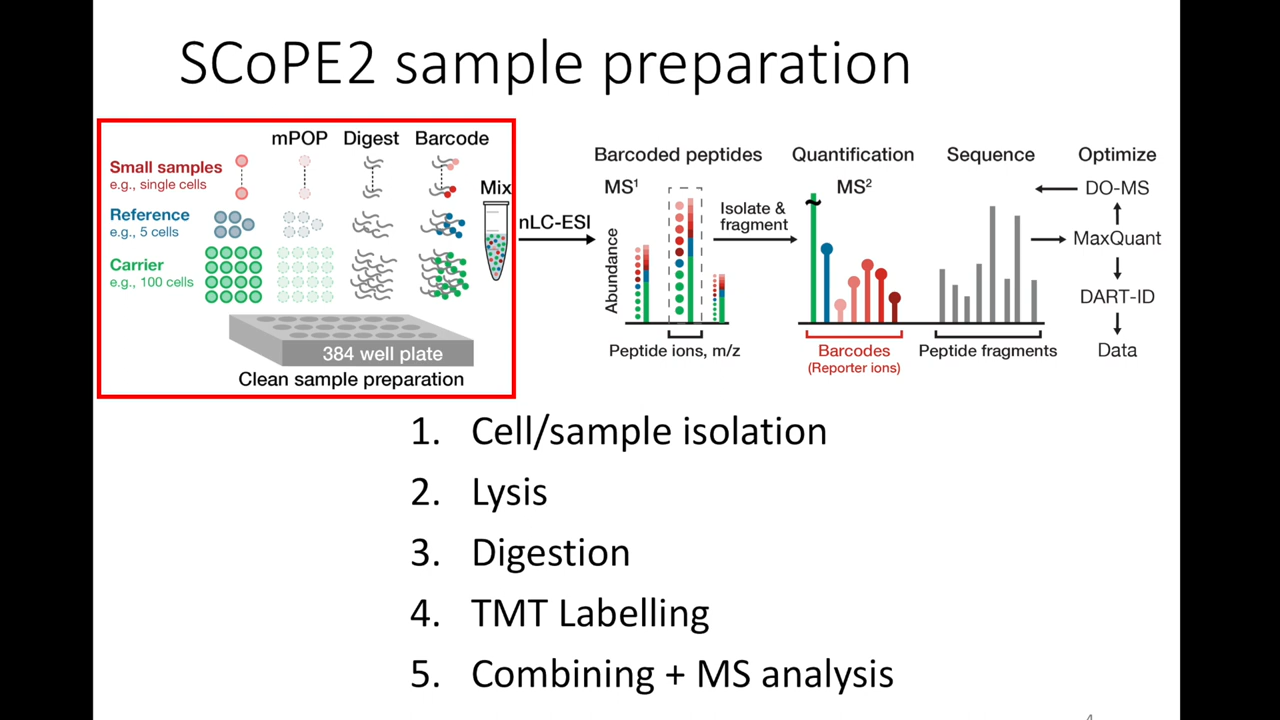 SCoPE2 sample preparation
mPOP Digest Barcode
Small samples
e.g., single cells
Reference
e.g., 5 cells
Carrier
e.g., 100 cells
Mix
384 well plate
Clean sample preparation
nLC-ESI
Barcoded peptides
MS¹
Abundance
Peptide ions, m/z
Isolate &
fragment
Quantification
MS²
Barcodes
(Reporter ions)
Sequence
Peptide fragments
Optimize
DO-MS
MaxQuant
DART-ID
Data
1. Cell/sample isolation
2. Lysis
3. Digestion
4. TMT Labelling
5. Combining + MS analysis